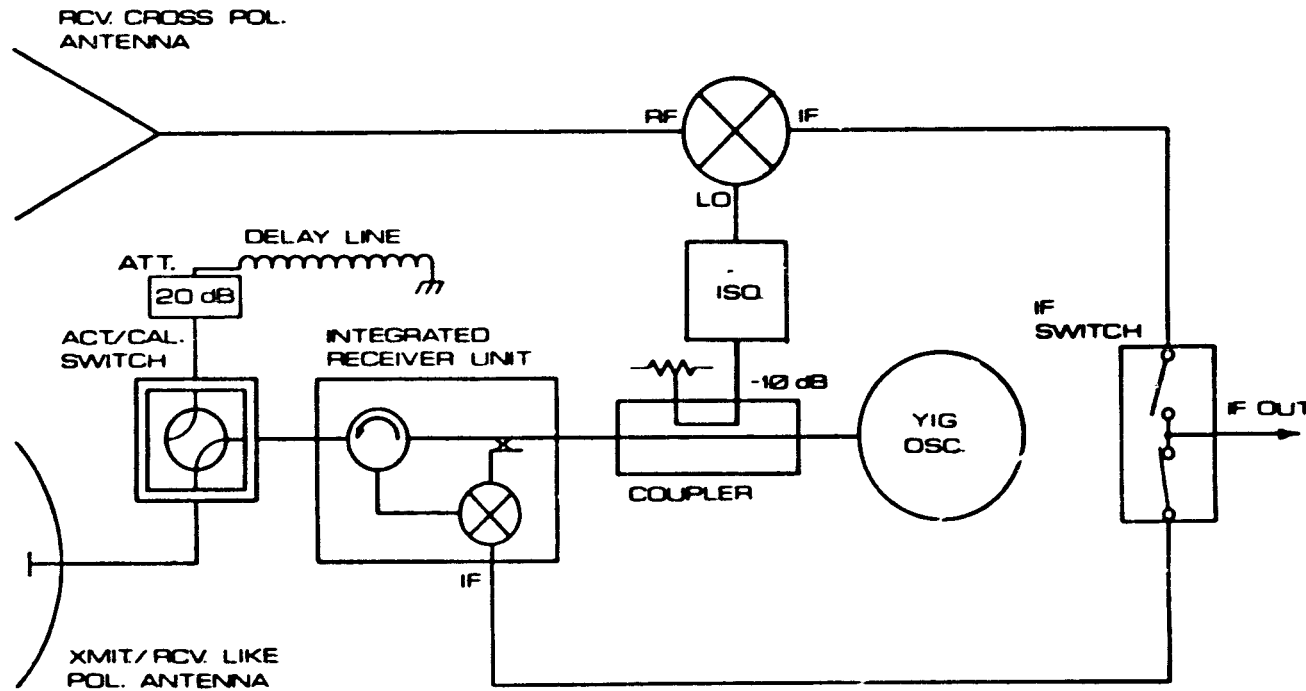 RCV. CROSS POL.
ANTENNA
RF
IF
LO
DELAY LINE
ATT.
20 dB
ISO.
ACT/CAL.
SWITCH
INTEGRATED
RECEIVER UNIT
IF
SWITCH
-10 dB
YIG
OSC.
IF OUT
COUPLER
IF
XMIT./RCV. LIKE
POL. ANTENNA